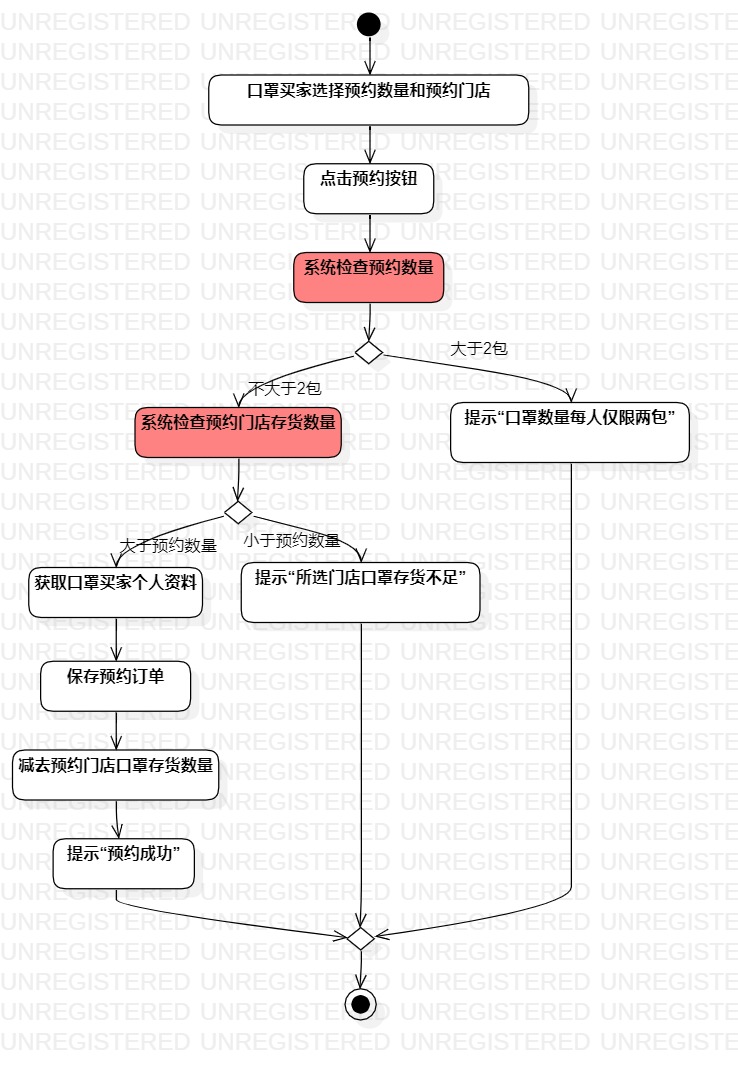 口罩买家选择预约数量和预约门店
点击预约按钮
系统检查预约数量
大于2包
不大于2包
系统检查预约门店存货数量
提示“口罩数量每人仅限两包”
大于预约数量
小于预约数量
获取口罩买家个人资料
提示“所选门店口罩存货不足”
保存预约订单
减去预约门店口罩存货数量
提示“预约成功”
UNREGISTERED UNREGISTERED UNREGISTERED UNREGISTE